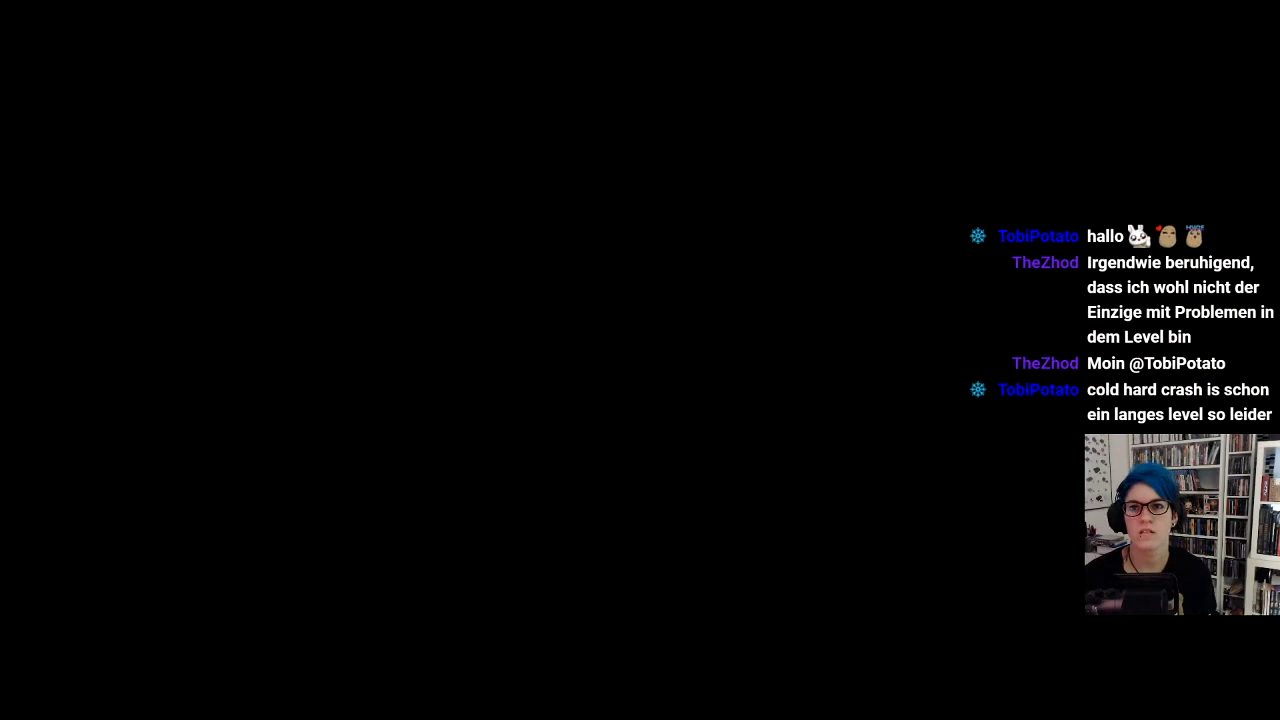 TobiPotato hallo
TheZhod Irgendwie beruhigend,
dass ich wohl nicht der
Einzige mit Problemen in
dem Level bin
TheZhod Moin @TobiPotato
TobiPotato cold hard crash is schon
ein langes level so leider